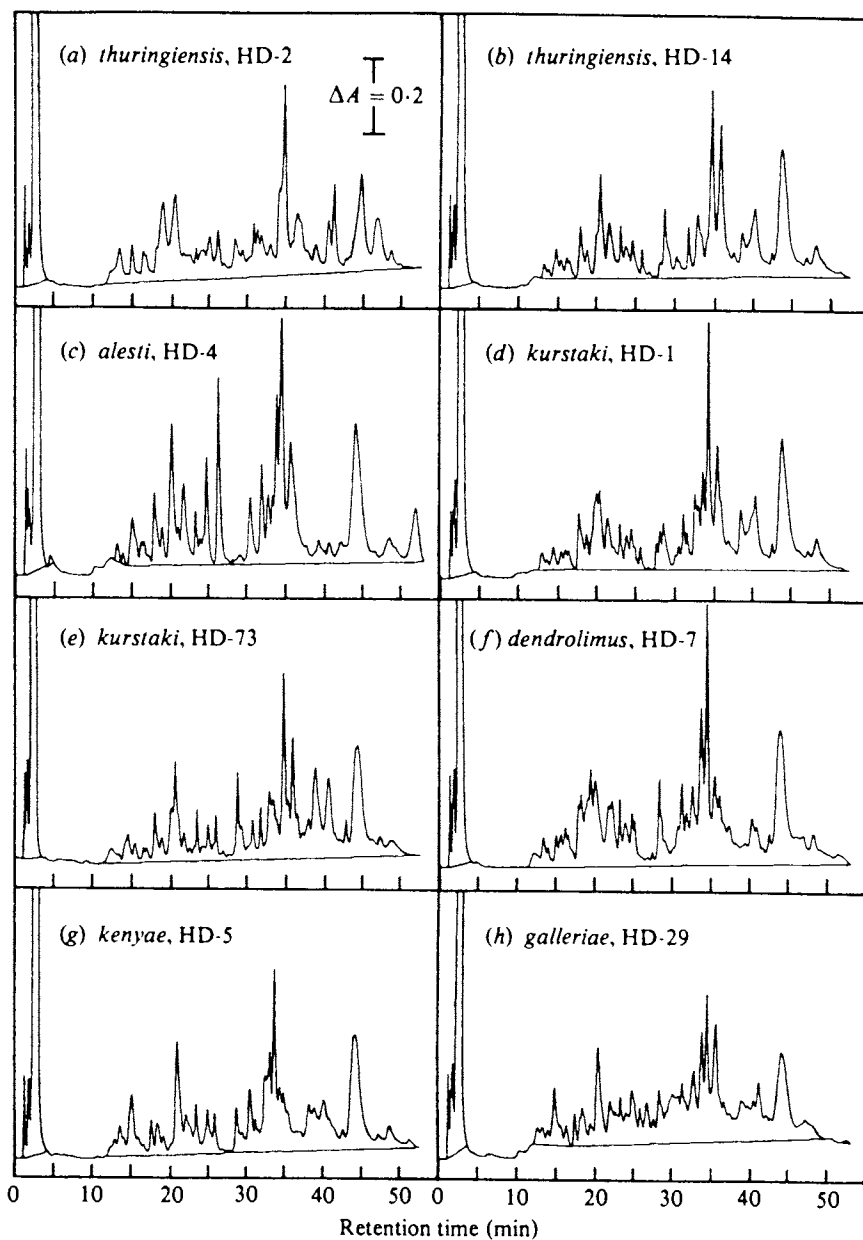 (a) thuringiensis, HD-2
ΔA = 0·2
(b) thuringiensis, HD-14
(c) alesti, HD-4
(d) kurstaki, HD-1
(e) kurstaki, HD-73
(f) dendrolimus, HD-7
(g) kenyae, HD-5
(h) galleriae, HD-29
0 10 20 30 40 50 0 10 20 30 40 50
Retention time (min)